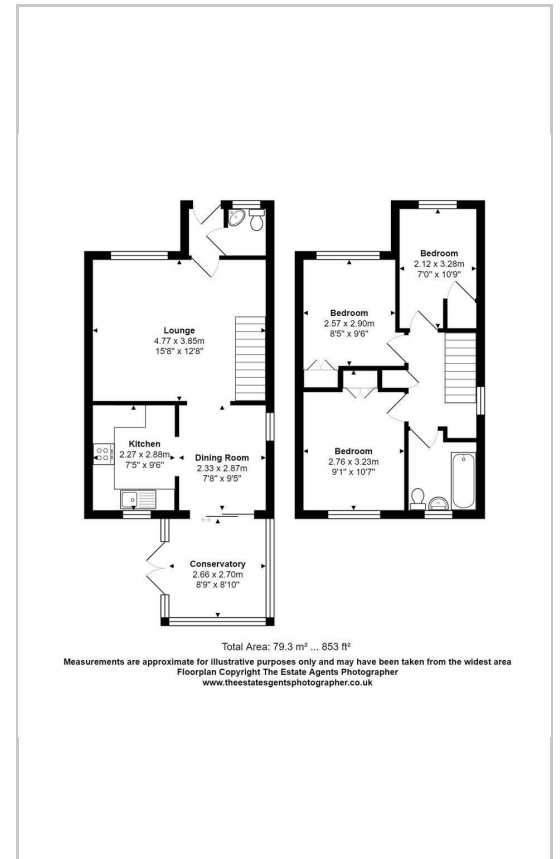 Lounge
4.77 x 3.85m
15'8" x 12'8"
Kitchen
2.27 x 2.88m
7'5" x 9'6"
Dining Room
2.33 x 2.87m
7'8" x 9'5"
Conservatory
2.66 x 2.70m
8'9" x 8'10"
Bedroom
2.12 x 3.28m
7'0" x 10'9"
Bedroom
2.57 x 2.90m
8'5" x 9'6"
Bedroom
2.76 x 3.23m
9'1" x 10'7"
Total Area: 79.3 m² ... 853 ft²
Measurements are approximate for illustrative purposes only and may have been taken from the widest area
Floorplan Copyright The Estate Agents Photographer
www.theestatesgentsphotographer.co.uk